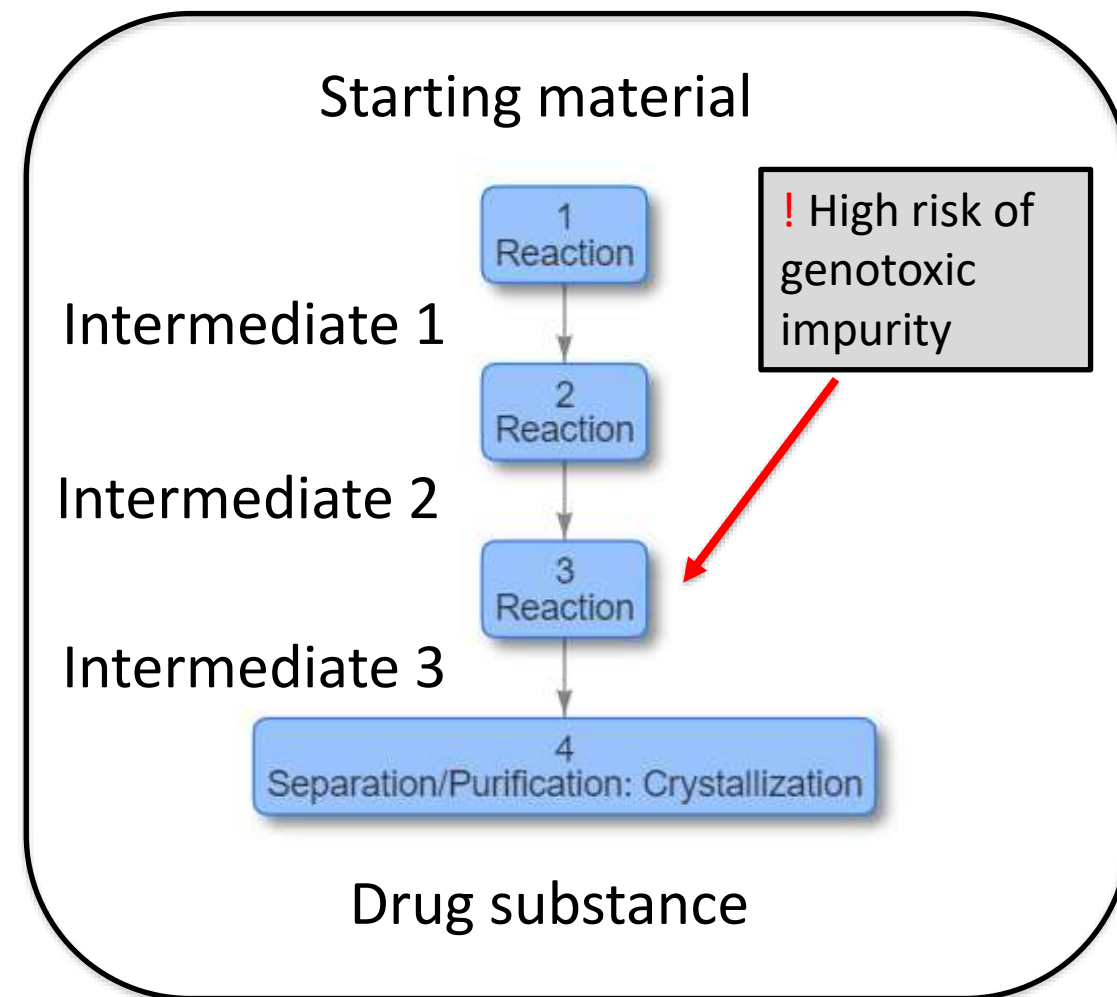 Starting material
1
Reaction
! High risk of
genotoxic
impurity
Intermediate 1
2
Reaction
Intermediate 2
3
Reaction
Intermediate 3
4
Separation/Purification: Crystallization
Drug substance